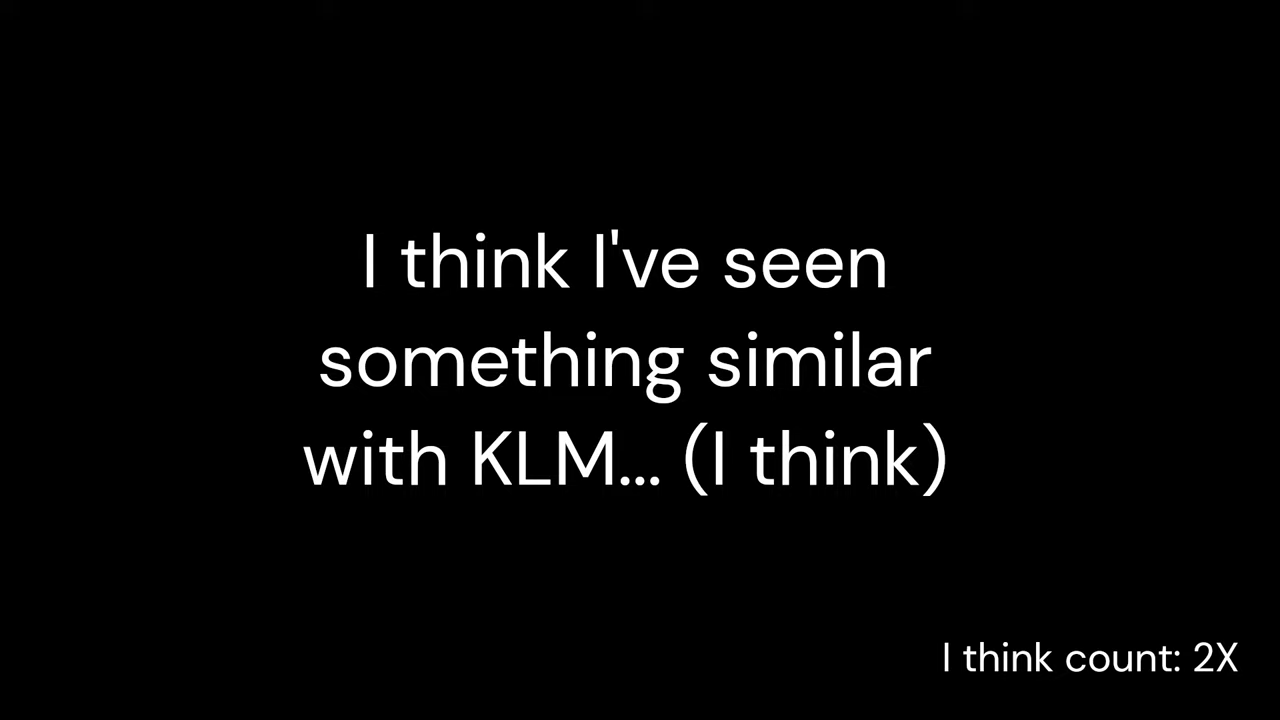 I think I've seen
something similar
with KLM... (I think)
I think count: 2X